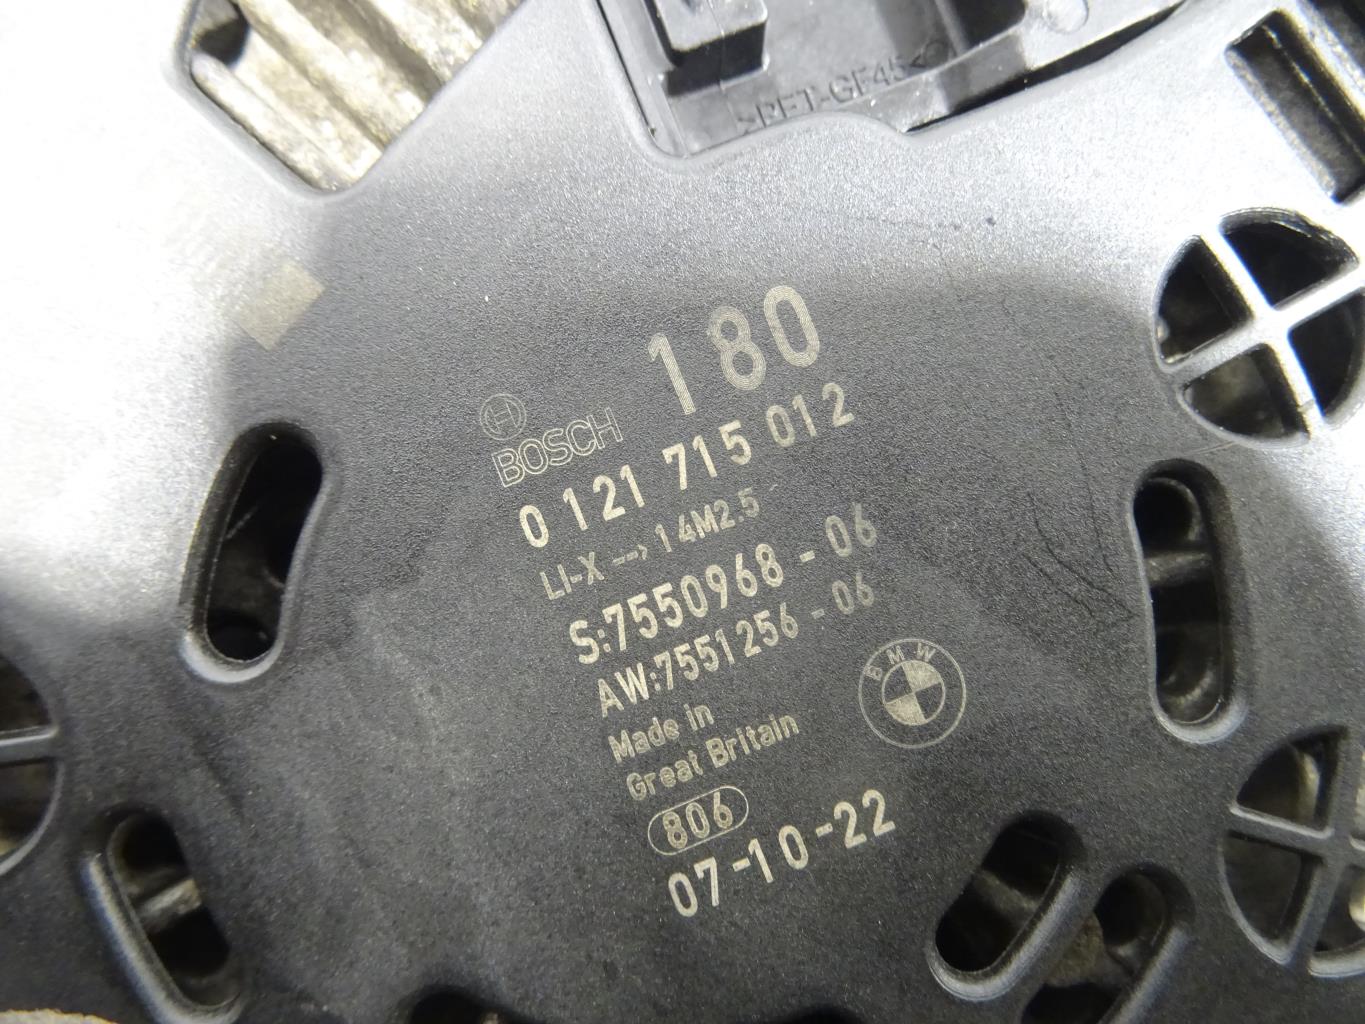 >PET-GF45<
180
BOSCH
0 121 715 012
LI-X --> 14M2.5
S:7550968 - 06
AW:7551256 - 06
BMW
Made in
Great Britain
806
07-10-22